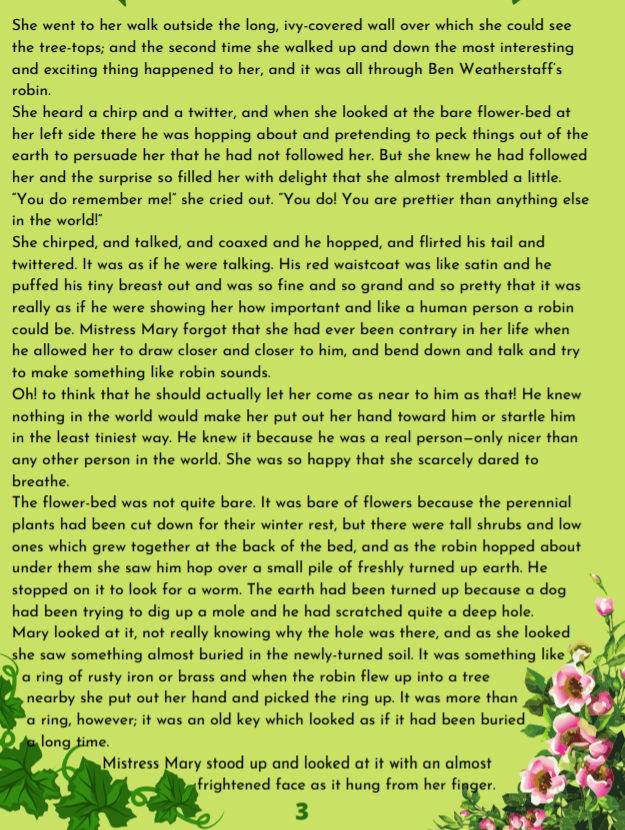 She went to her walk outside the long, ivy-covered wall over which she could see
the tree-tops; and the second time she walked up and down the most interesting
and exciting thing happened to her, and it was all through Ben Weatherstaff's
robin.
She heard a chirp and a twitter, and when she looked at the bare flower-bed at
her left side there he was hopping about and pretending to peck things out of the
earth to persuade her that he had not followed her. But she knew he had followed
her and the surprise so filled her with delight that she almost trembled a little.
"You do remember me!" she cried out. "You do! You are prettier than anything else
in the world!"
She chirped, and talked, and coaxed and he hopped, and flirted his tail and
twittered. It was as if he were talking. His red waistcoat was like satin and he
puffed his tiny breast out and was so fine and so grand and so pretty that it was
really as if he were showing her how important and like a human person a robin
could be. Mistress Mary forgot that she had ever been contrary in her life when
he allowed her to draw closer and closer to him, and bend down and talk and try
to make something like robin sounds.
Oh! to think that he should actually let her come as near to him as that! He knew
nothing in the world would make her put out her hand toward him or startle him
in the least tiniest way. He knew it because he was a real person—only nicer than
any other person in the world. She was so happy that she scarcely dared to
breathe.
The flower-bed was not quite bare. It was bare of flowers because the perennial
plants had been cut down for their winter rest, but there were tall shrubs and low
ones which grew together at the back of the bed, and as the robin hopped about
under them she saw him hop over a small pile of freshly turned up earth. He
stopped on it to look for a worm. The earth had been turned up because a dog
had been trying to dig up a mole and he had scratched quite a deep hole.
Mary looked at it, not really knowing why the hole was there, and as she looked
she saw something almost buried in the newly-turned soil. It was something like
a ring of rusty iron or brass and when the robin flew up into a tree
nearby she put out her hand and picked the ring up. It was more than
a ring, however; it was an old key which looked as if it had been buried
a long time.
Mistress Mary stood up and looked at it with an almost
frightened face as it hung from her finger.
3